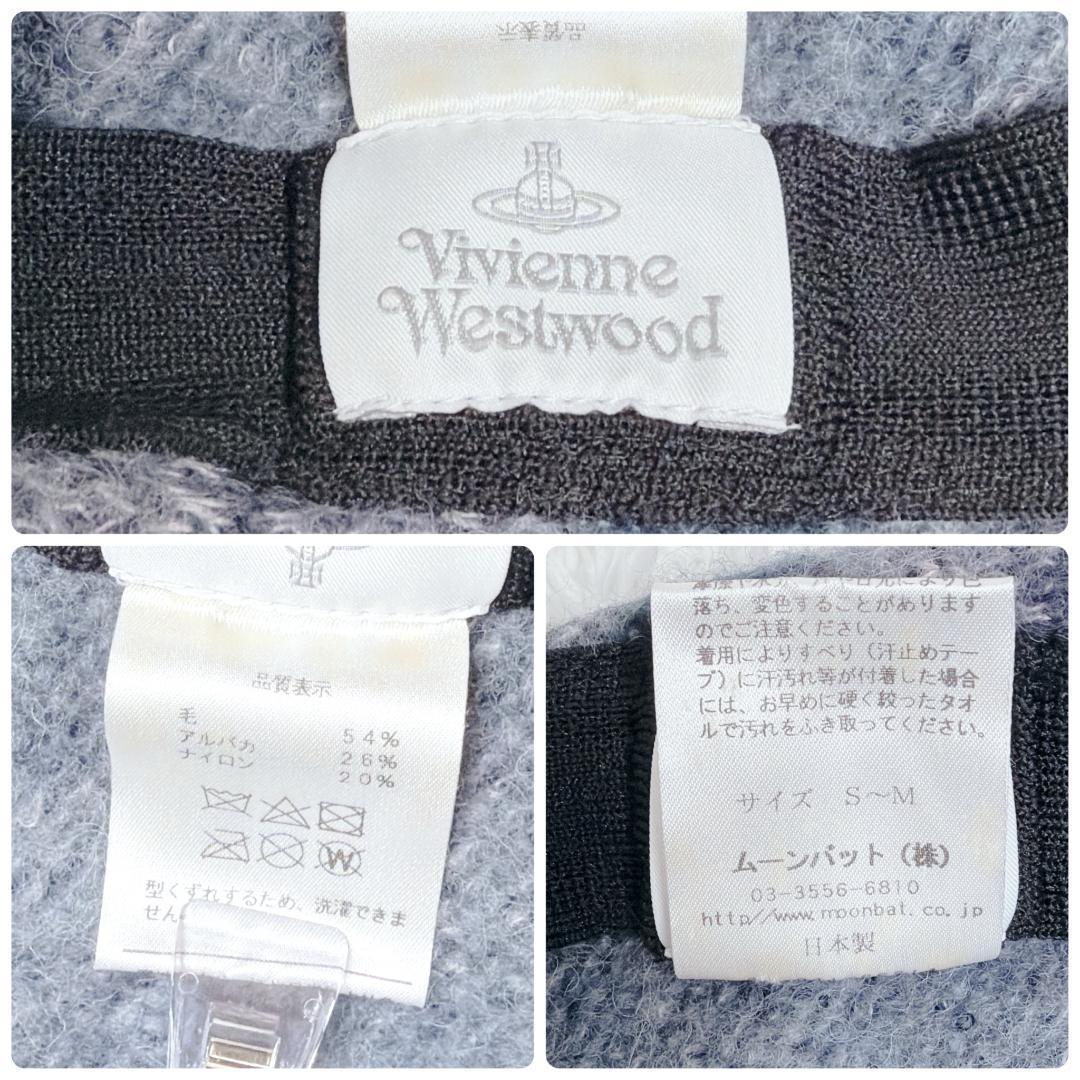 品質表示
Vivienne
Westwood
品質表示
毛 54%
アルパカ 26%
ナイロン 20%
W
型くずれするため、洗濯できま
せん。
落ち、変色することがあります
のでご注意ください。
着用によりすべり(汗止めテー
プ)に汗汚れ等が付着した場合
には、お早めに硬く絞ったタオ
ルで汚れをふき取ってください。
サイズ S~M
ムーンバット(株)
03-3556-6810
http//www.moonbat.co.jp
日本製